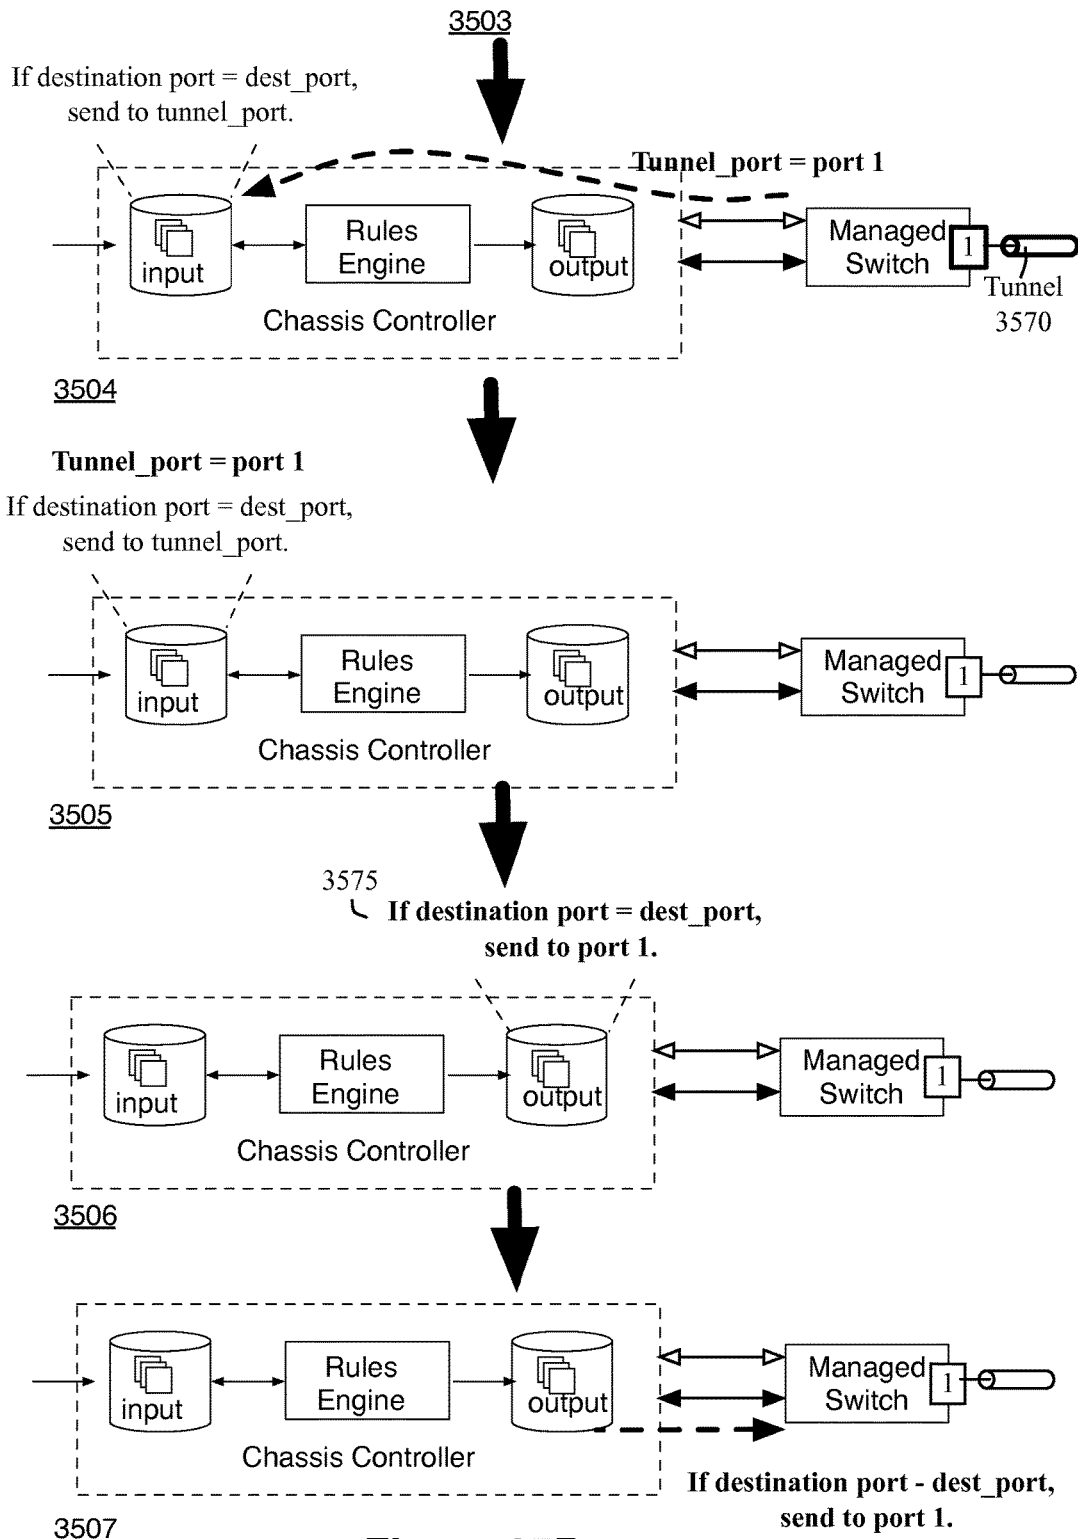 3503
If destination port = dest_port,
send to tunnel_port.
Tunnel_port = port 1
input
Rules
Engine
output
Managed
Switch
1
Tunnel
3570
Chassis Controller
3504
Tunnel_port = port 1
If destination port = dest_port,
send to tunnel_port.
input
Rules
Engine
output
Managed
Switch
1
Chassis Controller
3505
3575
If destination port = dest_port,
send to port 1.
input
Rules
Engine
output
Managed
Switch
1
Chassis Controller
3506
input
Rules
Engine
output
Managed
Switch
1
Chassis Controller
If destination port - dest_port,
send to port 1.
3507